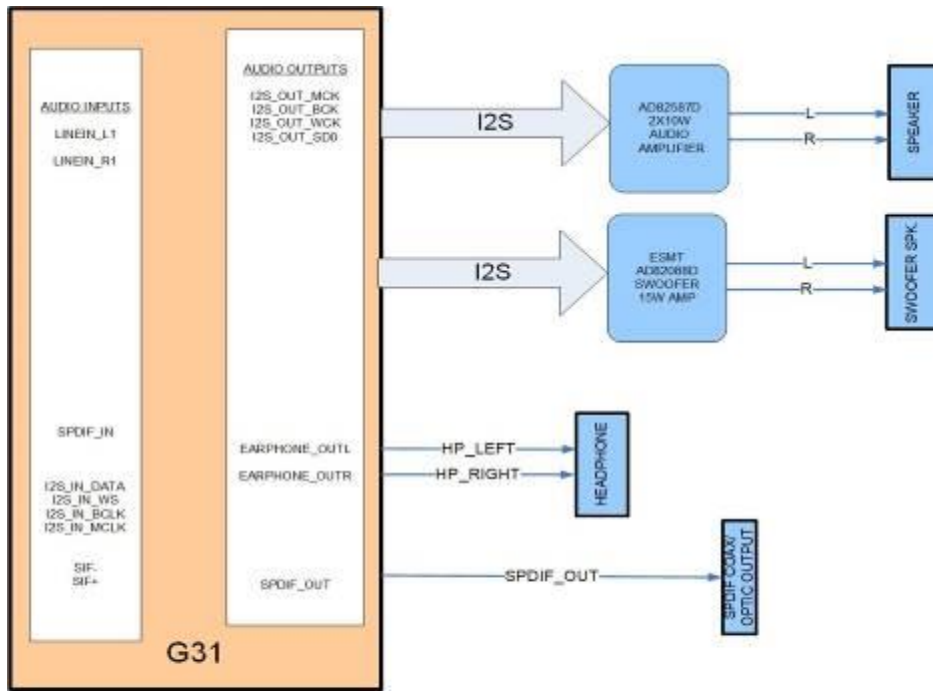 AUDIO INPUTS
LINEIN_L1
LINEIN_R1
SPDIF_IN
I2S_IN_DATA
I2S_IN_WS
I2S_IN_BCLK
I2S_IN_MCLK
SIF-
SIF+
AUDIO OUTPUTS
I2S_OUT_MCK
I2S_OUT_BCK
I2S_OUT_WCK
I2S_OUT_SD0
EARPHONE_OUTL
EARPHONE_OUTR
SPDIF_OUT
G31
I2S
AD82587D
2X10W
AUDIO
AMPLIFIER
L
R
SPEAKER
I2S
ESMT
AD82088D
SWOOFER
15W AMP
L
R
SWOOFER SPK.
HP_LEFT
HP_RIGHT
HEADPHONE
SPDIF_OUT
SPDIF COAX/
OPTIC OUTPUT